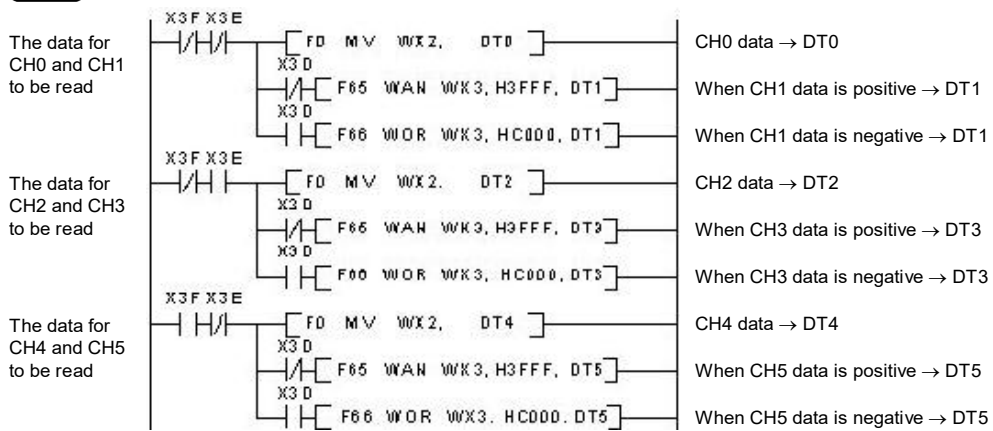 X3F X3E
The data for
CH0 and CH1
to be read
F0 MV WX2, DT0
CH0 data → DT0
X3D
F65 WAN WX3, H3FFF, DT1
When CH1 data is positive → DT1
X3D
F66 WOR WX3, HC000, DT1
When CH1 data is negative → DT1
X3F X3E
The data for
CH2 and CH3
to be read
F0 MV WX2. DT2
CH2 data → DT2
X3D
F65 WAN WX3, H3FFF, DT3
When CH3 data is positive → DT3
X3D
F66 WOR WX3, HC000, DT3
When CH3 data is negative → DT3
X3F X3E
The data for
CH4 and CH5
to be read
F0 MV WX2, DT4
CH4 data → DT4
X3D
F65 WAN WX3, H3FFF, DT5
When CH5 data is positive → DT5
X3D
F66 WOR WX3. HC000. DT5
When CH5 data is negative → DT5